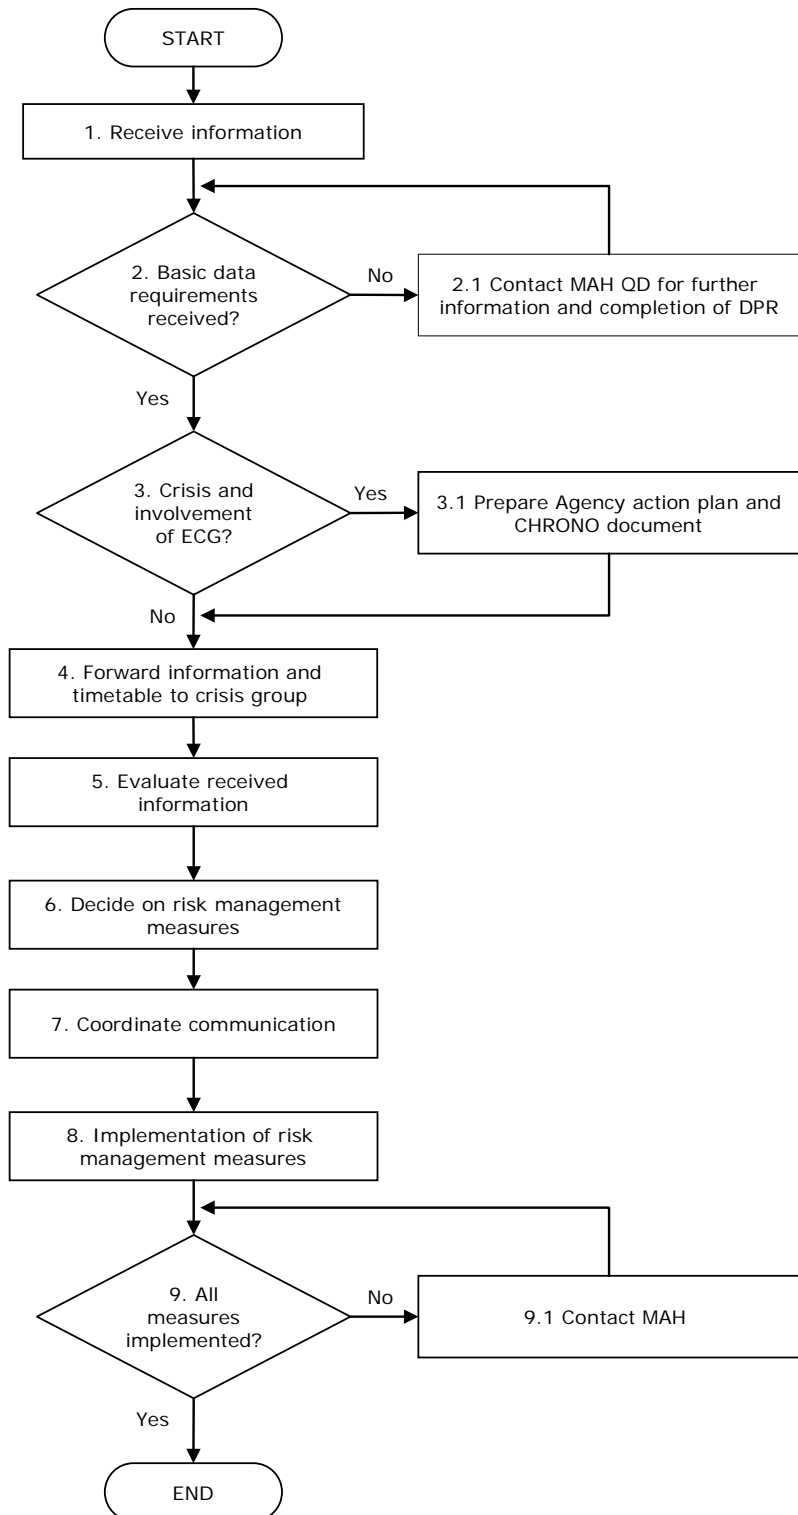 START
1. Receive information
2. Basic data
requirements
received?
No
2.1 Contact MAH QD for further
information and completion of DPR
Yes
3. Crisis and
involvement
of ECG?
Yes
3.1 Prepare Agency action plan and
CHRONO document
No
4. Forward information and
timetable to crisis group
5. Evaluate received
information
6. Decide on risk management
measures
7. Coordinate communication
8. Implementation of risk
management measures
9. All
measures
implemented?
No
9.1 Contact MAH
Yes
END